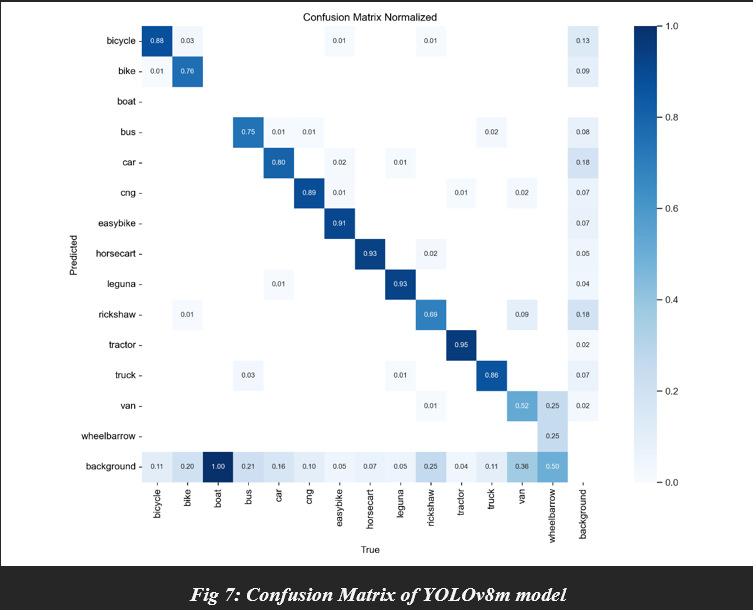 Confusion Matrix Normalized
bicycle 0.88 0.03 0.01 0.01 0.13 1.0
bike 0.01 0.76 0.09
boat
bus 0.75 0.01 0.01 0.02 0.08 0.8
car 0.80 0.02 0.01 0.18
cng 0.89 0.01 0.01 0.02 0.07
0.6
easybike 0.91 0.07
Predicted
horsecart 0.93 0.02 0.05
leguna 0.01 0.93 0.04
0.4
rickshaw 0.01 0.69 0.09 0.18
tractor 0.95 0.02
truck 0.03 0.01 0.86 0.07
0.2
van 0.01 0.52 0.25 0.02
wheelbarrow 0.25
background 0.11 0.20 1.00 0.21 0.16 0.10 0.05 0.07 0.05 0.25 0.04 0.11 0.36 0.50
0.0
bicycle bike boat bus car cng easybike horsecart leguna rickshaw tractor truck van wheelbarrow background
True
Fig 7: Confusion Matrix of YOLOv8m model